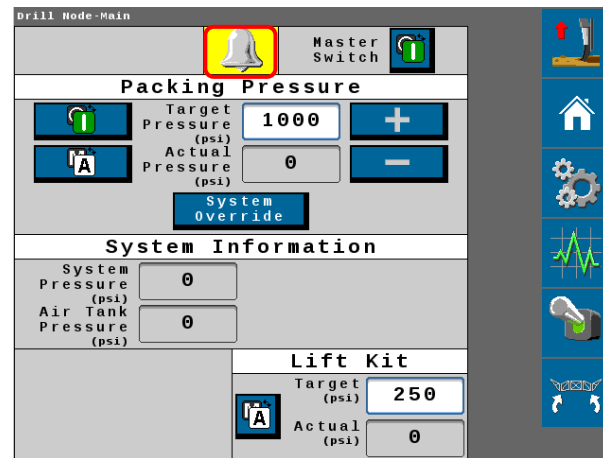 Drill Node-Main
Master
Switch
Packing Pressure
Target
Pressure
(psi)
1000
+
Actual
Pressure
(psi)
0
−
A
System
Override
System Information
System
Pressure
(psi)
0
Air Tank
Pressure
(psi)
0
Lift Kit
Target
(psi)
250
A
Actual
(psi)
0